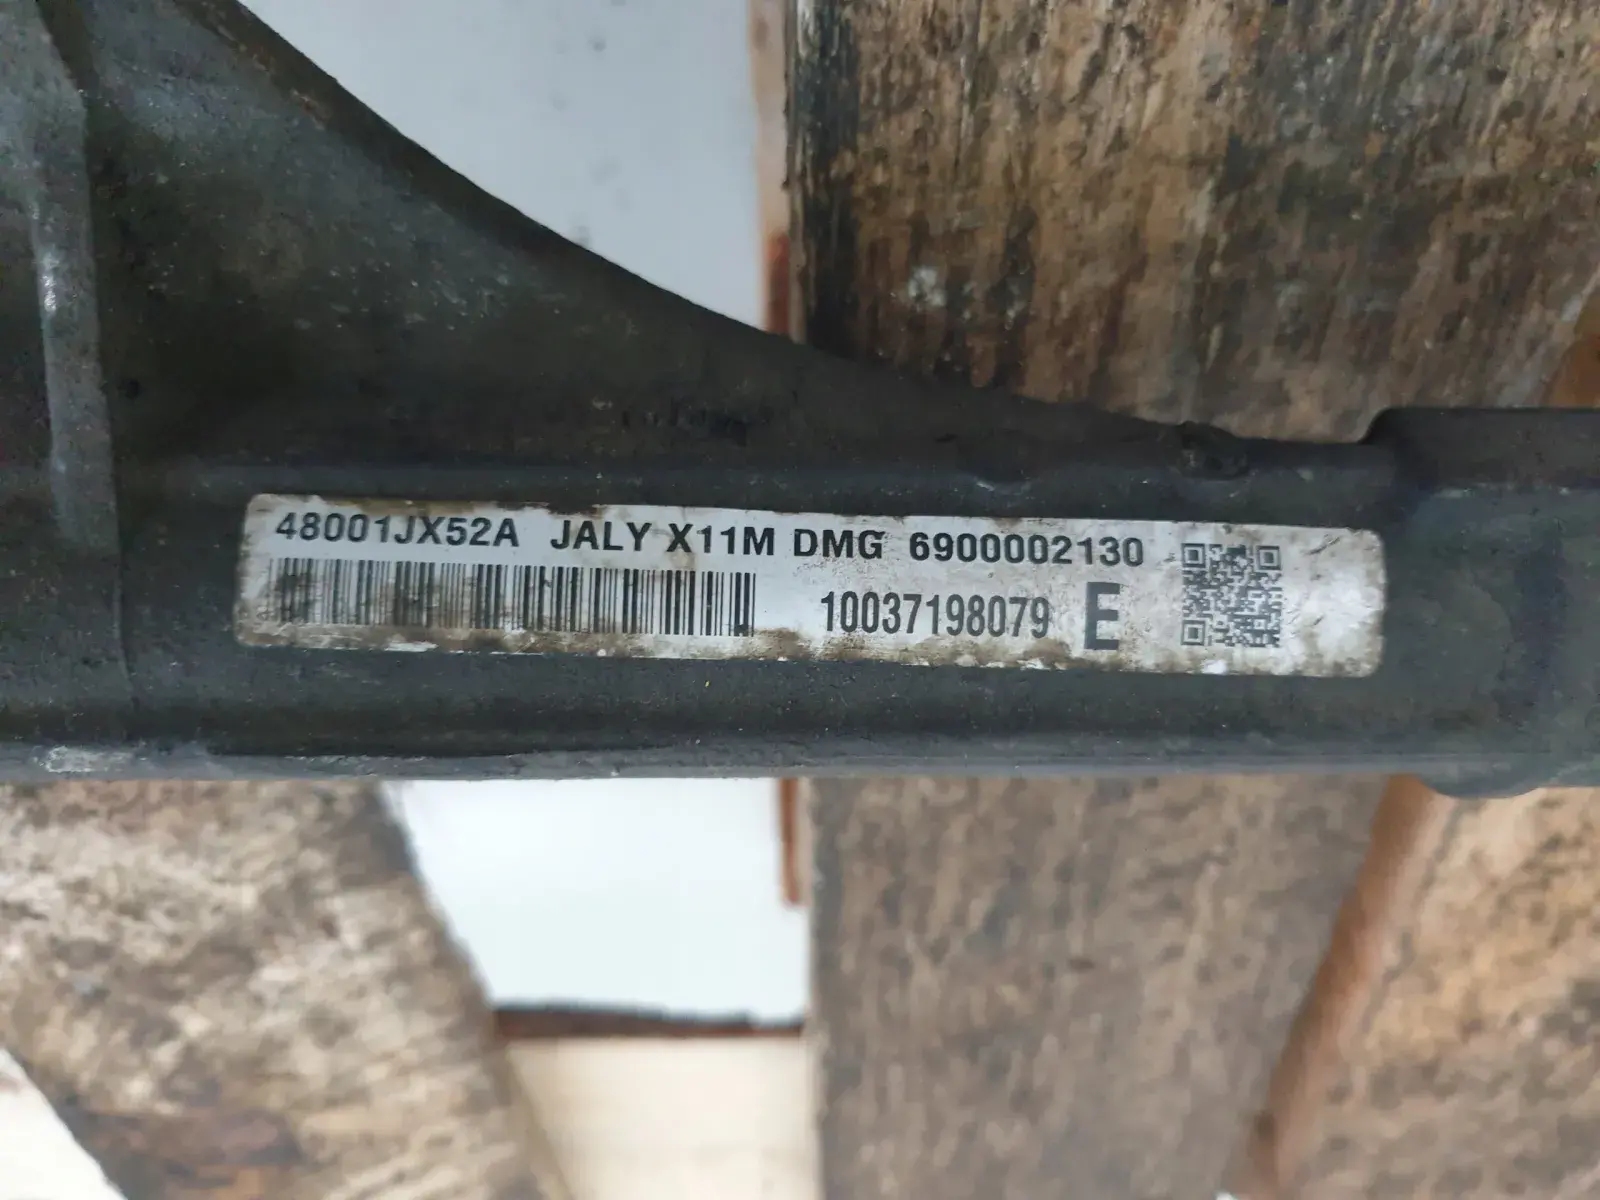 48001JX52A JALY X11M DMG 6900002130
10037198079 E